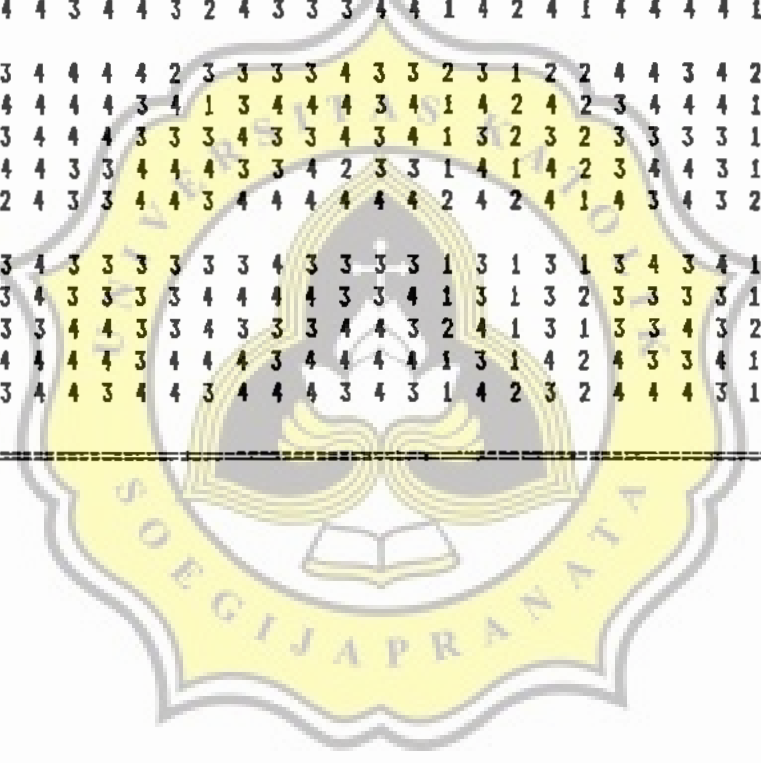 4 4 3 4 4 3 2 4 3 3 3 4 4 1 4 2 4 1 4 4 4 4 1
3 4 4 4 4 2 3 3 3 3 4 3 3 2 3 1 2 2 4 4 3 4 2
4 4 4 4 3 4 1 3 4 4 4 3 4 1 4 2 4 2 3 4 4 4 1
3 4 4 4 3 3 3 4 3 3 4 3 4 1 3 2 3 2 3 3 3 3 1
4 4 3 3 4 4 4 3 3 4 2 3 3 1 4 1 4 2 3 4 4 3 1
2 4 3 3 4 4 3 4 4 4 4 4 4 2 4 2 4 1 4 3 4 3 2
3 4 3 3 3 3 3 3 4 3 3 3 3 1 3 1 3 1 3 4 3 4 1
3 4 3 3 3 3 4 4 4 4 3 3 4 1 3 1 3 2 3 3 3 3 1
3 3 4 4 3 3 4 3 3 3 4 4 3 2 4 1 3 1 3 3 4 3 2
4 4 4 4 3 4 4 4 3 4 4 4 4 1 3 1 4 2 4 3 3 4 1
3 4 4 3 4 4 3 4 4 4 3 4 3 1 4 2 3 2 4 4 4 3 1
UNIVERSITAS KATOLIK
SOEGIJAPRANATA